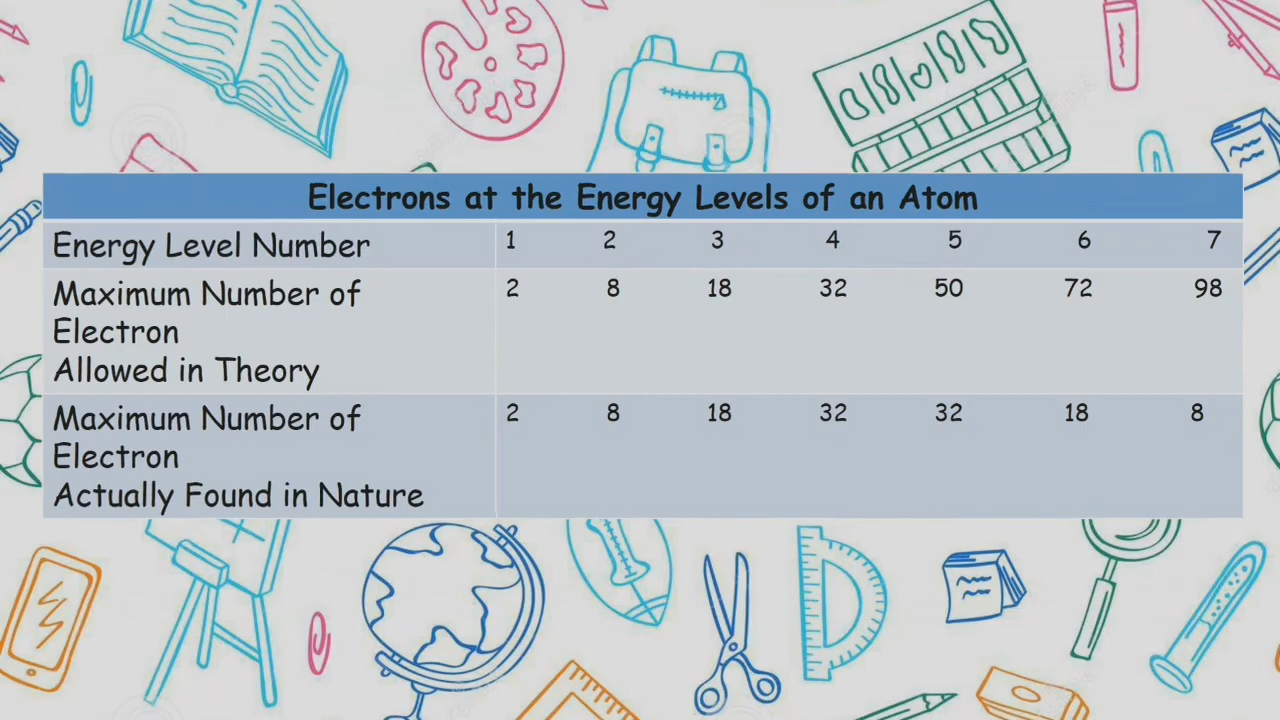 Electrons at the Energy Levels of an Atom
Energy Level Number 1 2 3 4 5 6 7
Maximum Number of 2 8 18 32 50 72 98
Electron
Allowed in Theory
Maximum Number of 2 8 18 32 32 18 8
Electron
Actually Found in Nature